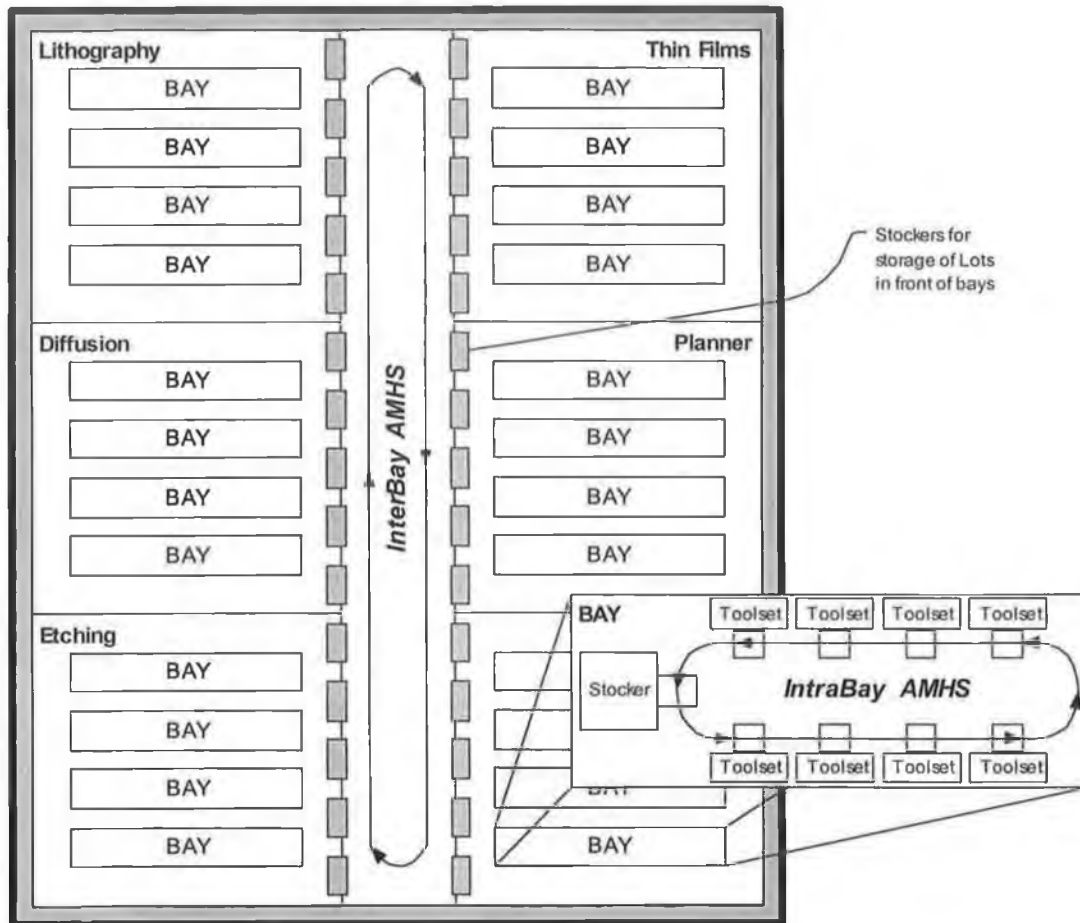 Lithography
BAY
BAY
BAY
BAY
Thin Films
BAY
BAY
BAY
BAY
Stockers for
storage of Lots
in front of bays
Diffusion
BAY
BAY
BAY
BAY
InterBay AMHS
Planner
BAY
BAY
BAY
BAY
Etching
BAY
BAY
BAY
BAY
BAY
BAY
BAY
Toolset Toolset Toolset Toolset
Stocker
IntraBay AMHS
Toolset Toolset Toolset Toolset